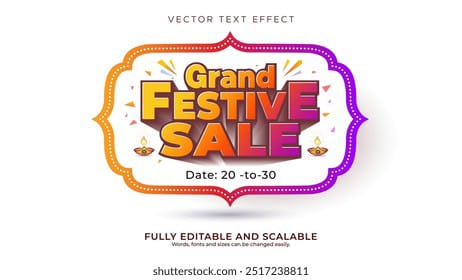 VECTOR TEXT EFFECT
Grand
FESTIVE
SALE
Date: 20 -to-30
FULLY EDITABLE AND SCALABLE
Words, fonts and sizes can be changed easily.
shutterstock.com · 2517238811